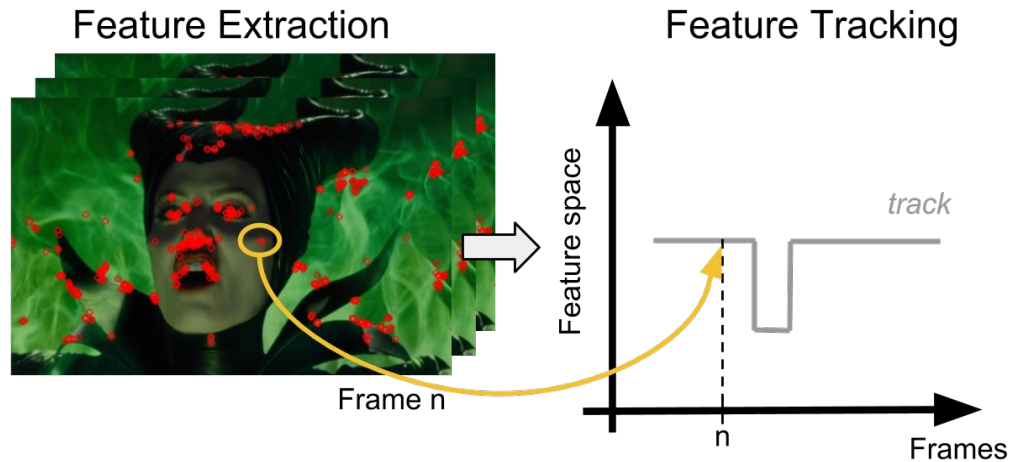 Feature Extraction
Feature Tracking
Feature space
track
Frame n
n
Frames